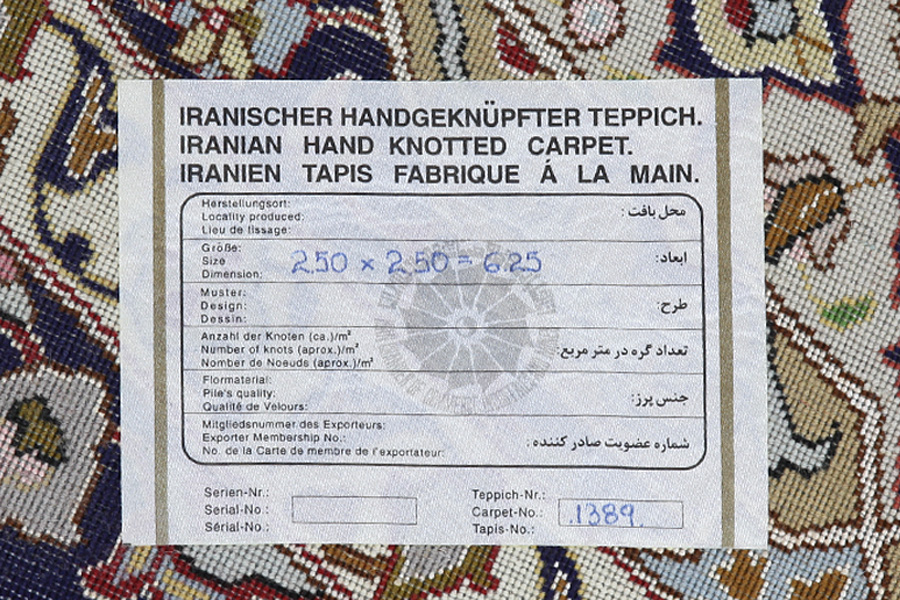 IRANISCHER HANDGEKNÜPFTER TEPPICH.
IRANIAN HAND KNOTTED CARPET.
IRANIEN TAPIS FABRIQUE Á LA MAIN.
Herstellungsort:
Locality produced:
Lieu de tissage:
محل بافت :
Größe:
Size
Dimension:
2.50 x 2.50 = 6.25
ابعاد:
Muster:
Design:
Dessin:
طرح:
Anzahl der Knoten (ca.)/m²
Number of knots (aprox.)/m²
Nomber de Noeuds (aprox.)/m²
تعداد گره در متر مربع:
Flormaterial:
Pile's quality:
Qualité de Velours:
جنس پرز:
Mitgliedsnummer des Exporteurs:
Exporter Membership No.:
No. de la Carte de membre de l'exportateur:
شماره عضویت صادر کننده :
Serien-Nr.:
Serial-No.:
Sérial-No.:
Teppich-Nr.:
Carpet-No.:
Tapis-No.:
.1389.